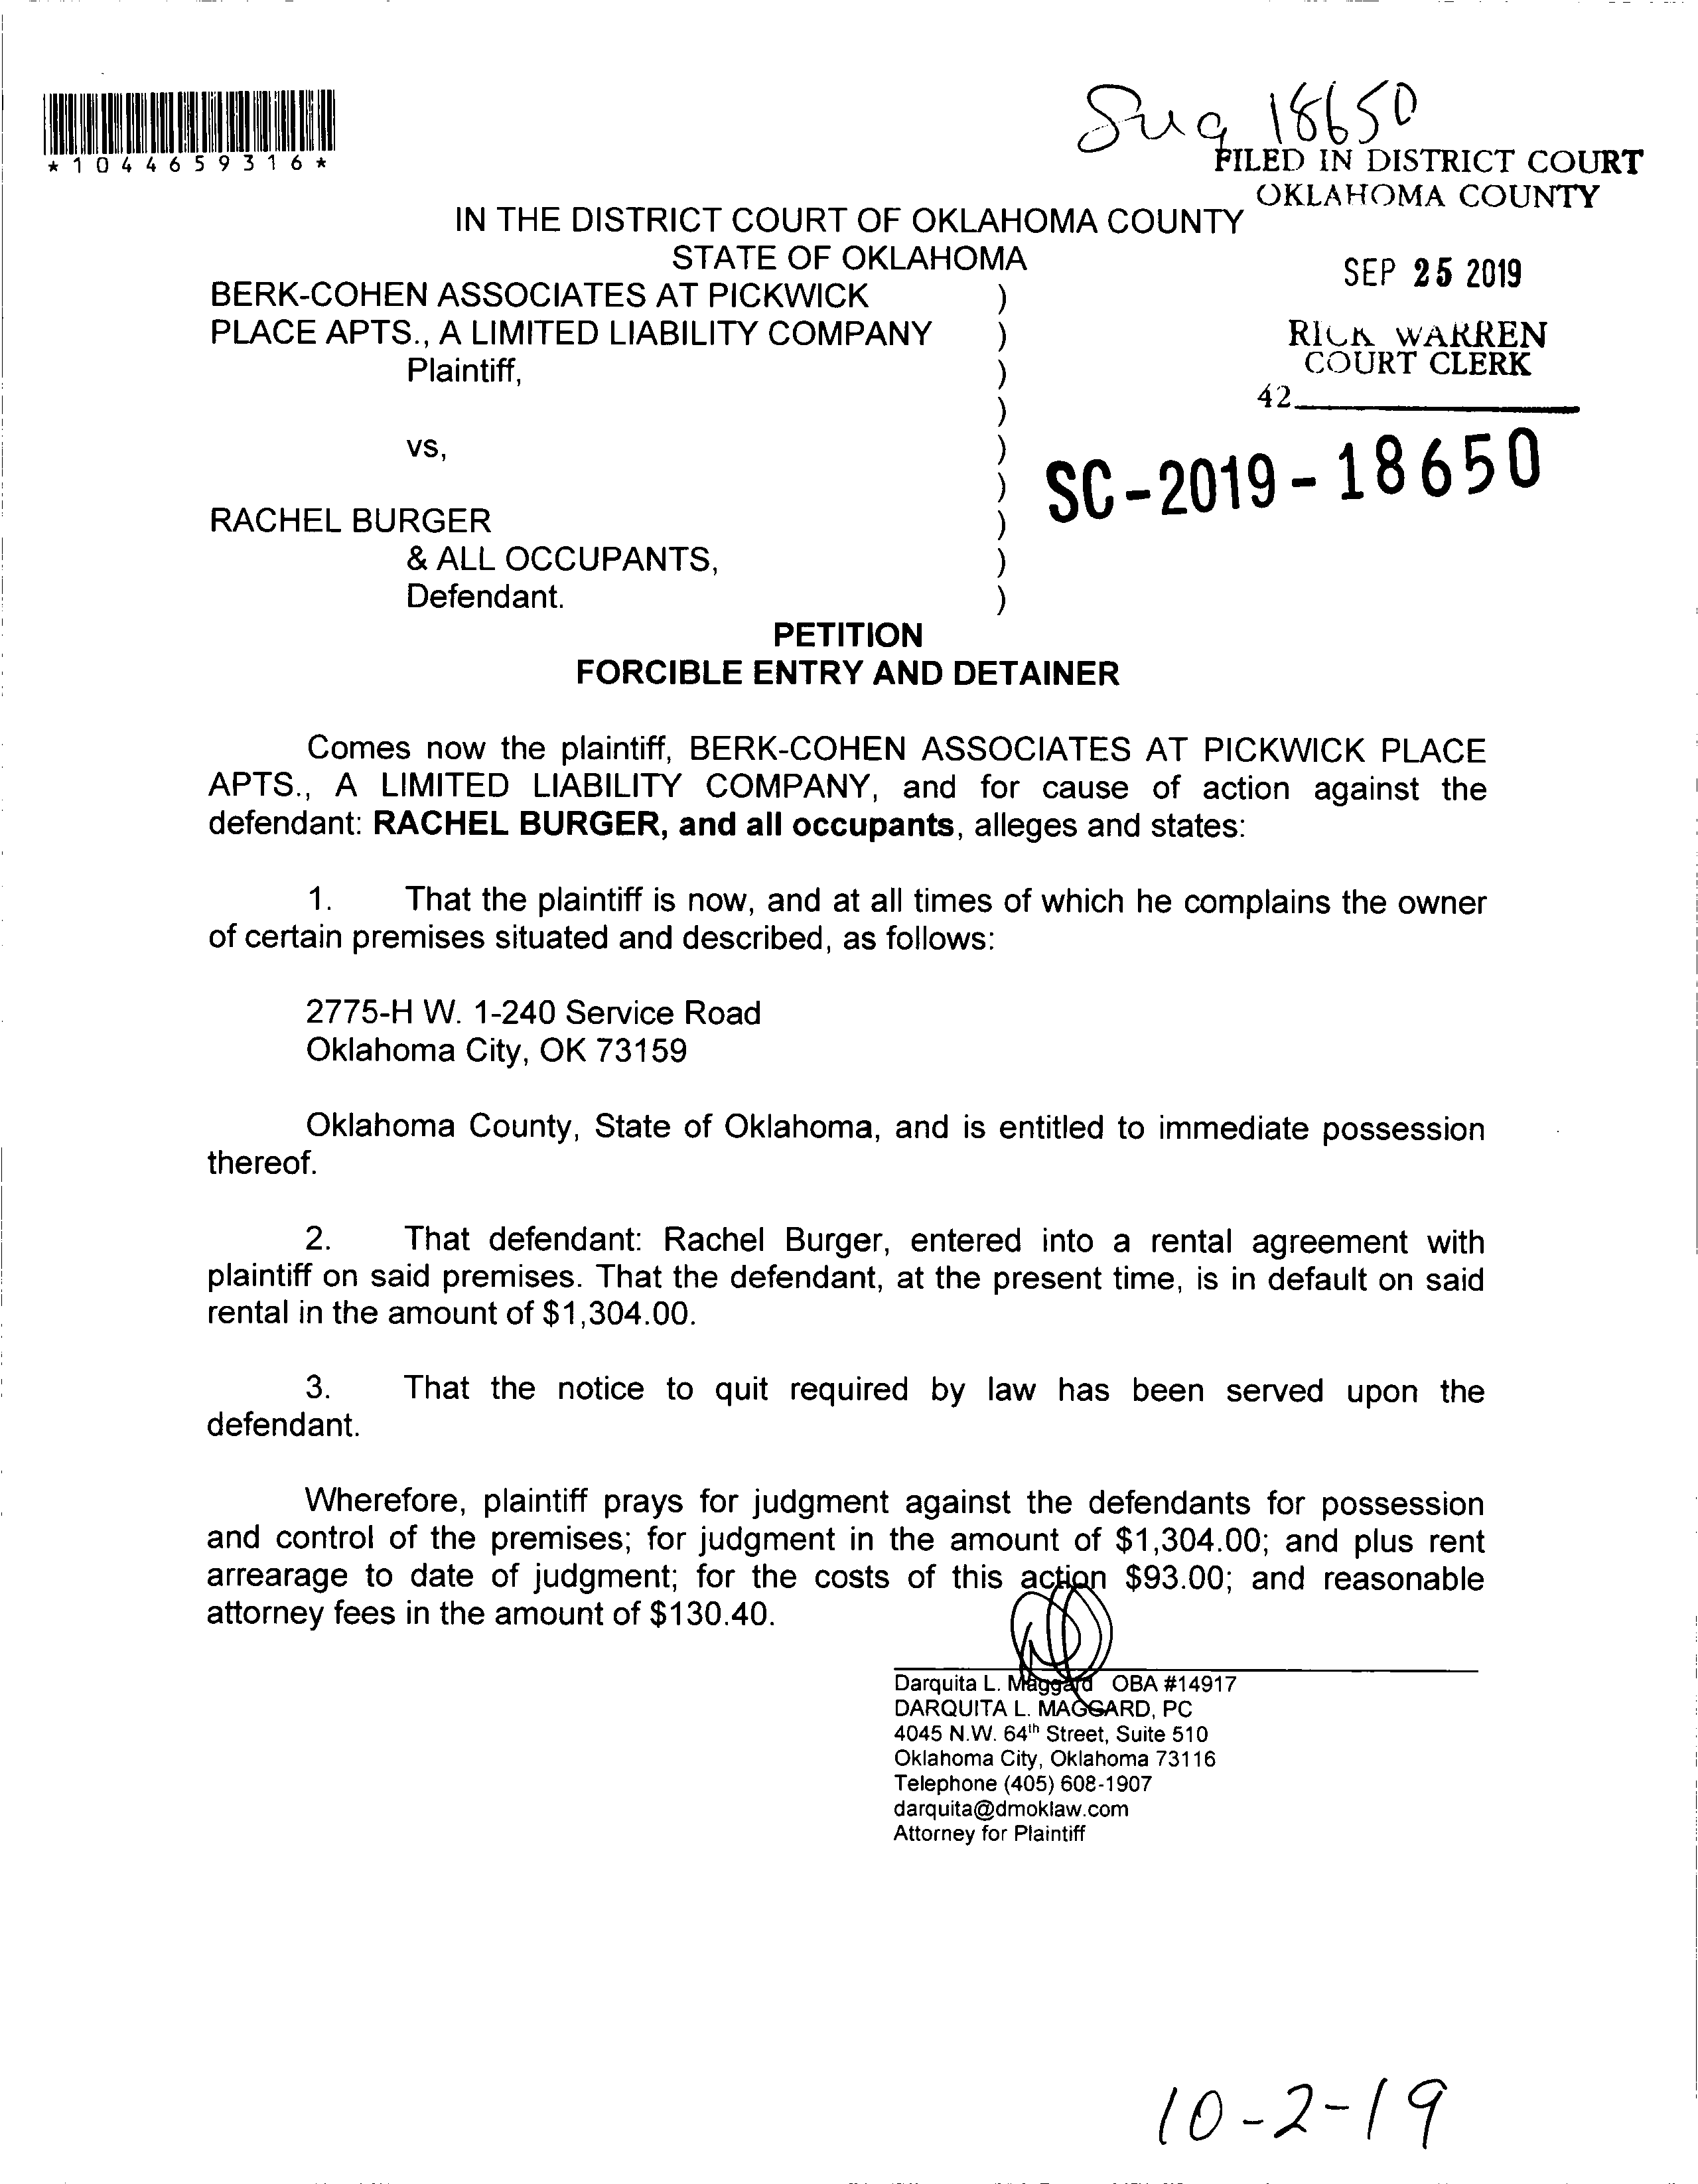 Suq 18650
*1044659316*
FILED IN DISTRICT COURT
OKLAHOMA COUNTY
IN THE DISTRICT COURT OF OKLAHOMA COUNTY
STATE OF OKLAHOMA
SEP 25 2019
BERK-COHEN ASSOCIATES AT PICKWICK )
PLACE APTS., A LIMITED LIABILITY COMPANY )
RICK WARREN
COURT CLERK
Plaintiff, )
42
)
vs, )
)
SC-2019-18650
RACHEL BURGER )
& ALL OCCUPANTS, )
Defendant. )
PETITION
FORCIBLE ENTRY AND DETAINER
Comes now the plaintiff, BERK-COHEN ASSOCIATES AT PICKWICK PLACE
APTS., A LIMITED LIABILITY COMPANY, and for cause of action against the
defendant: RACHEL BURGER, and all occupants, alleges and states:
1. That the plaintiff is now, and at all times of which he complains the owner
of certain premises situated and described, as follows:
2775-H W. 1-240 Service Road
Oklahoma City, OK 73159
Oklahoma County, State of Oklahoma, and is entitled to immediate possession
thereof.
2. That defendant: Rachel Burger, entered into a rental agreement with
plaintiff on said premises. That the defendant, at the present time, is in default on said
rental in the amount of $1,304.00.
3. That the notice to quit required by law has been served upon the
defendant.
Wherefore, plaintiff prays for judgment against the defendants for possession
and control of the premises; for judgment in the amount of $1,304.00; and plus rent
arrearage to date of judgment; for the costs of this action $93.00; and reasonable
attorney fees in the amount of $130.40.
Darquita L. Maggard OBA #14917
DARQUITA L. MAGGARD, PC
4045 N.W. 64th Street, Suite 510
Oklahoma City, Oklahoma 73116
Telephone (405) 608-1907
darquita@dmoklaw.com
Attorney for Plaintiff
10-2-19